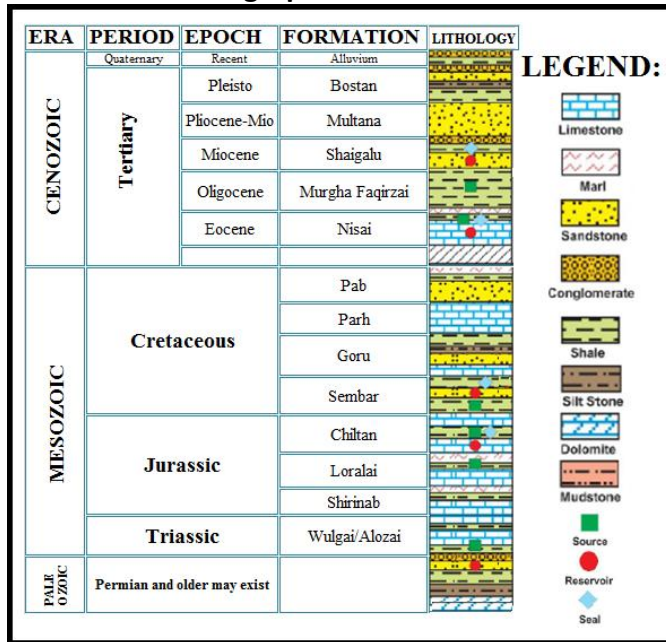 ERA PERIOD EPOCH FORMATION LITHOLOGY
Quaternary Recent Alluvium
CENOZOIC
Tertiary
Pleisto Bostan
Pliocene-Mio Multana
Miocene Shaigalu
Oligocene Murgha Faqirzai
Eocene Nisai
MESOZOIC
Cretaceous
Pab
Parh
Goru
Sembar
Jurassic
Chiltan
Loralai
Shirinab
Triassic Wulgai/Alozai
PALE
OZOIC
Permian and older may exist
LEGEND:
Limestone
Marl
Sandstone
Conglomerate
Shale
Silt Stone
Dolomite
Mudstone
Source
Reservoir
Seal